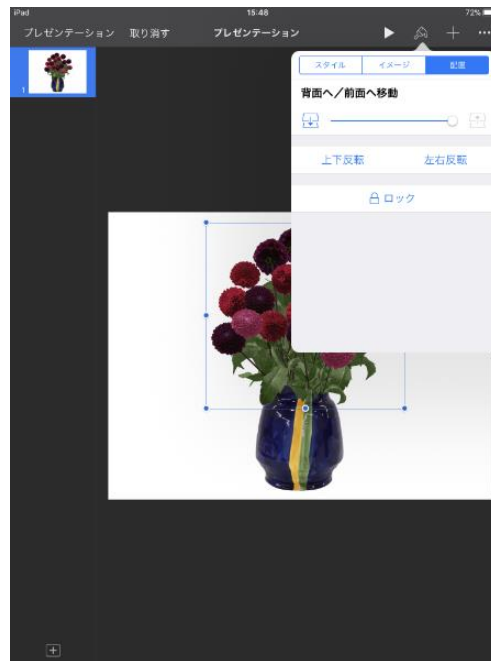 iPad 15:48 72%
プレゼンテーション 取り消す プレゼンテーション
スタイル イメージ 配置
背面へ/前面へ移動
1
上下反転 左右反転
ロック